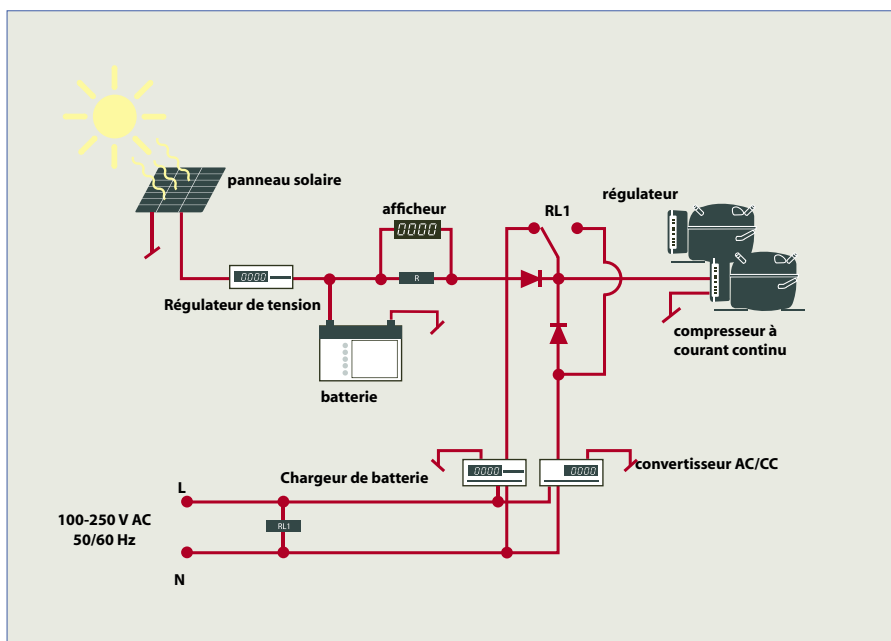 panneau solaire
afficheur
0000
RL1
régulateur
0000
R
Régulateur de tension
compresseur à
courant continu
batterie
Chargeur de batterie
0000
0000
convertisseur AC/CC
L
100-250 V AC
50/60 Hz
RL1
N